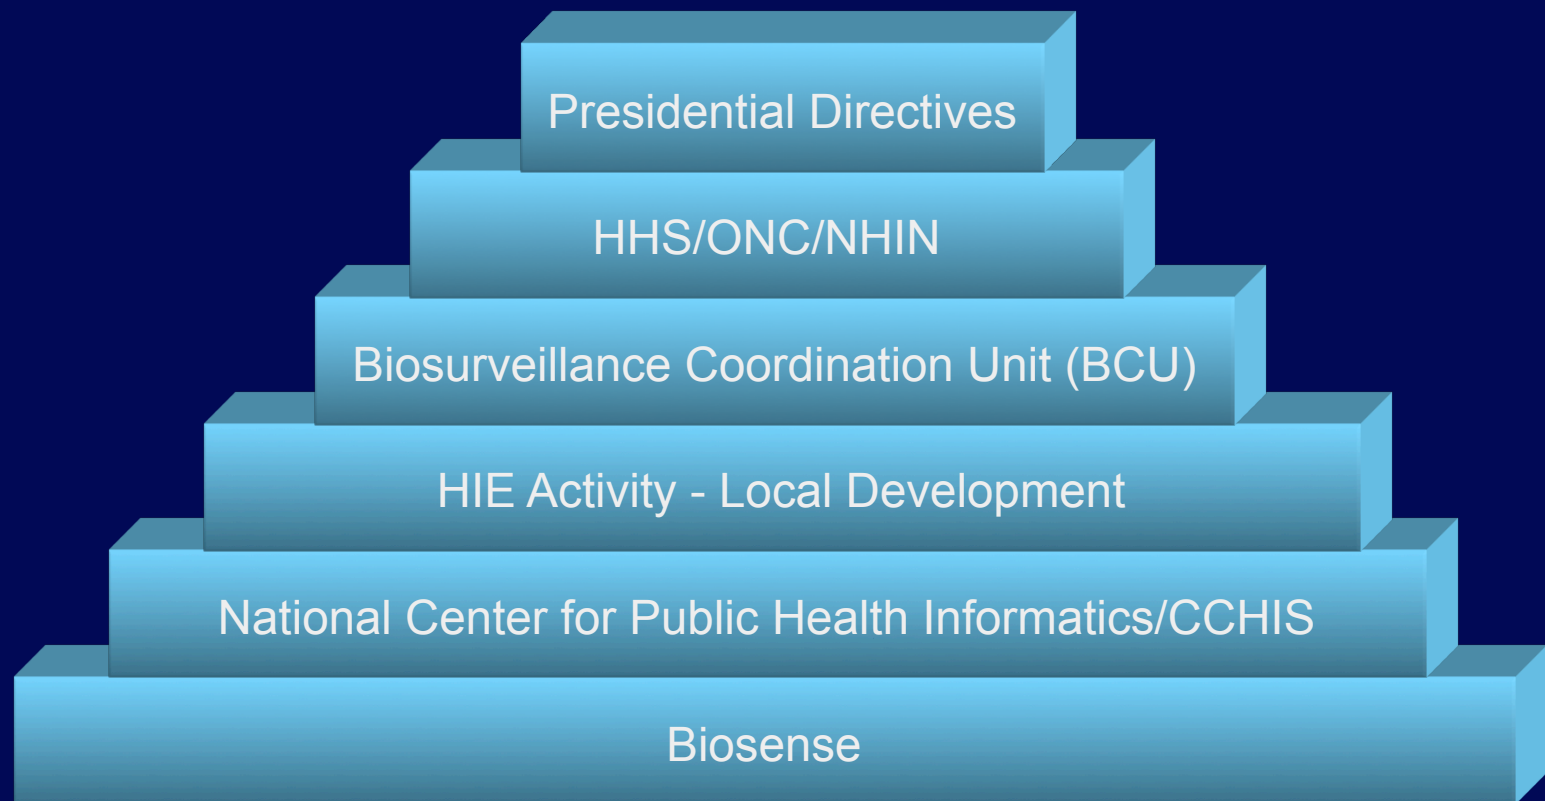 Presidential Directives
HHS/ONC/NHIN
Biosurveillance Coordination Unit (BCU)
HIE Activity - Local Development
National Center for Public Health Informatics/CCHIS
Biosense